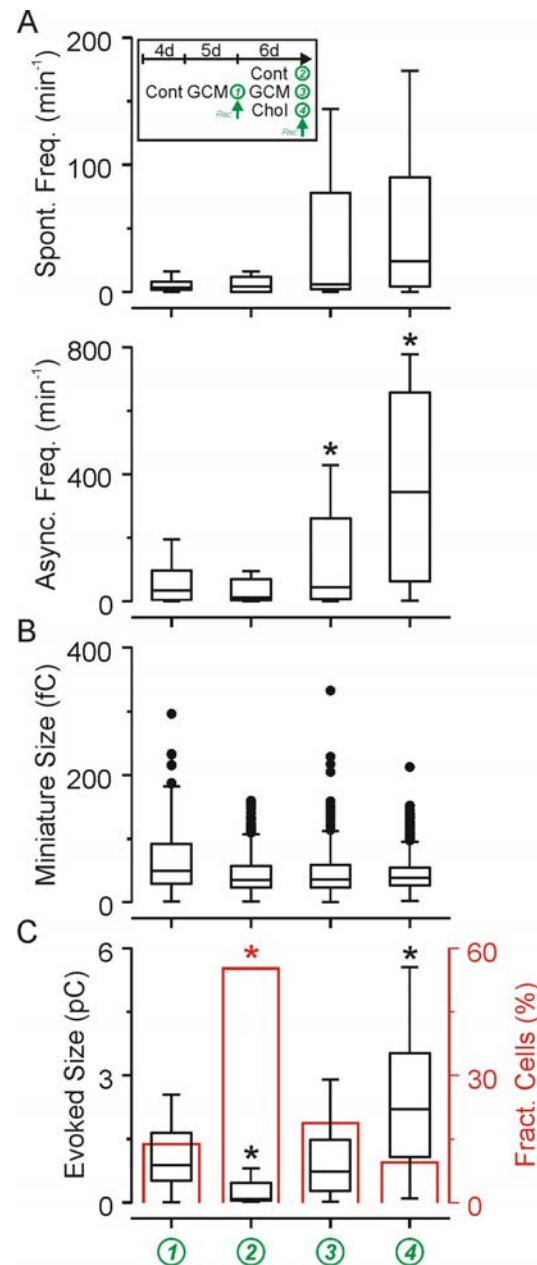 A
200
100
0
Spont. Freq. (min⁻¹)
4d 5d 6d
Cont ②
Cont GCM ① GCM ③
Rec Chol ④
Rec
800
400
0
Async. Freq. (min⁻¹)
* *
B
400
200
0
Miniature Size (fC)
C
6
3
0
Evoked Size (pC)
* * *
60
30
0
Fract. Cells (%)
① ② ③ ④